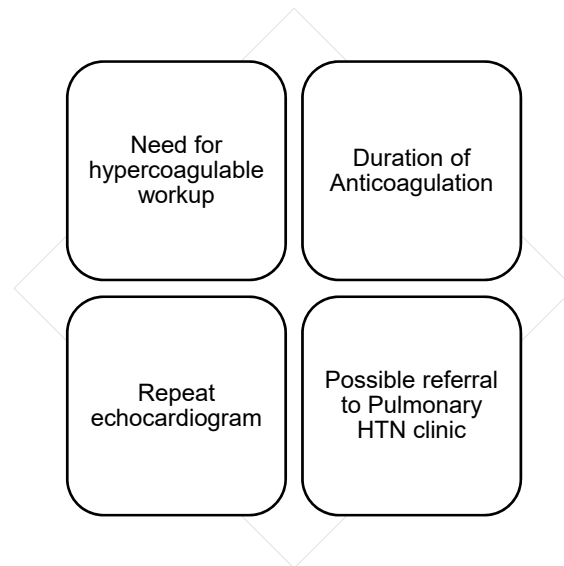 Need for
hypercoagulable
workup
Duration of
Anticoagulation
Repeat
echocardiogram
Possible referral
to Pulmonary
HTN clinic